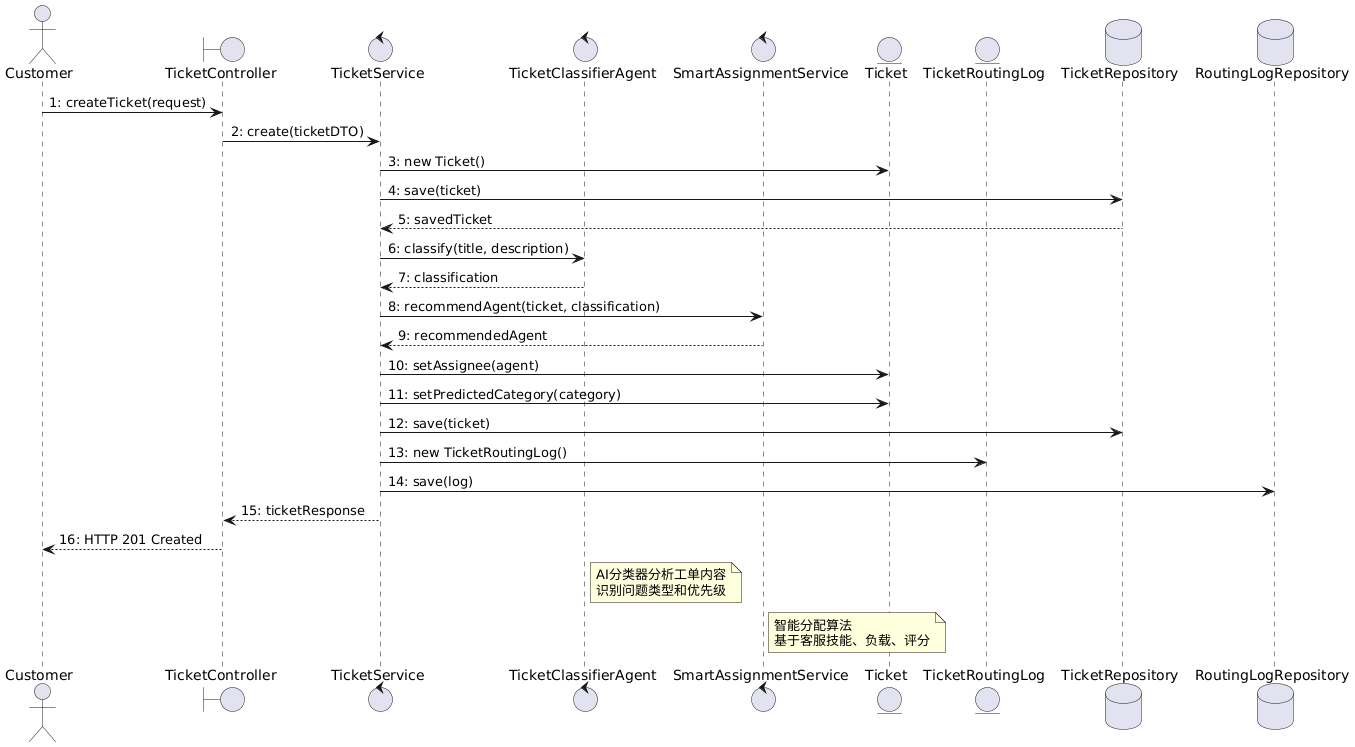 Customer
TicketController
TicketService
TicketClassifierAgent
SmartAssignmentService
Ticket
TicketRoutingLog
TicketRepository
RoutingLogRepository
1: createTicket(request)
2: create(ticketDTO)
3: new Ticket()
4: save(ticket)
5: savedTicket
6: classify(title, description)
7: classification
8: recommendAgent(ticket, classification)
9: recommendedAgent
10: setAssignee(agent)
11: setPredictedCategory(category)
12: save(ticket)
13: new TicketRoutingLog()
14: save(log)
15: ticketResponse
16: HTTP 201 Created
AI分类器分析工单内容
识别问题类型和优先级
智能分配算法
基于客服技能、负载、评分
Customer
TicketController
TicketService
TicketClassifierAgent
SmartAssignmentService
Ticket
TicketRoutingLog
TicketRepository
RoutingLogRepository